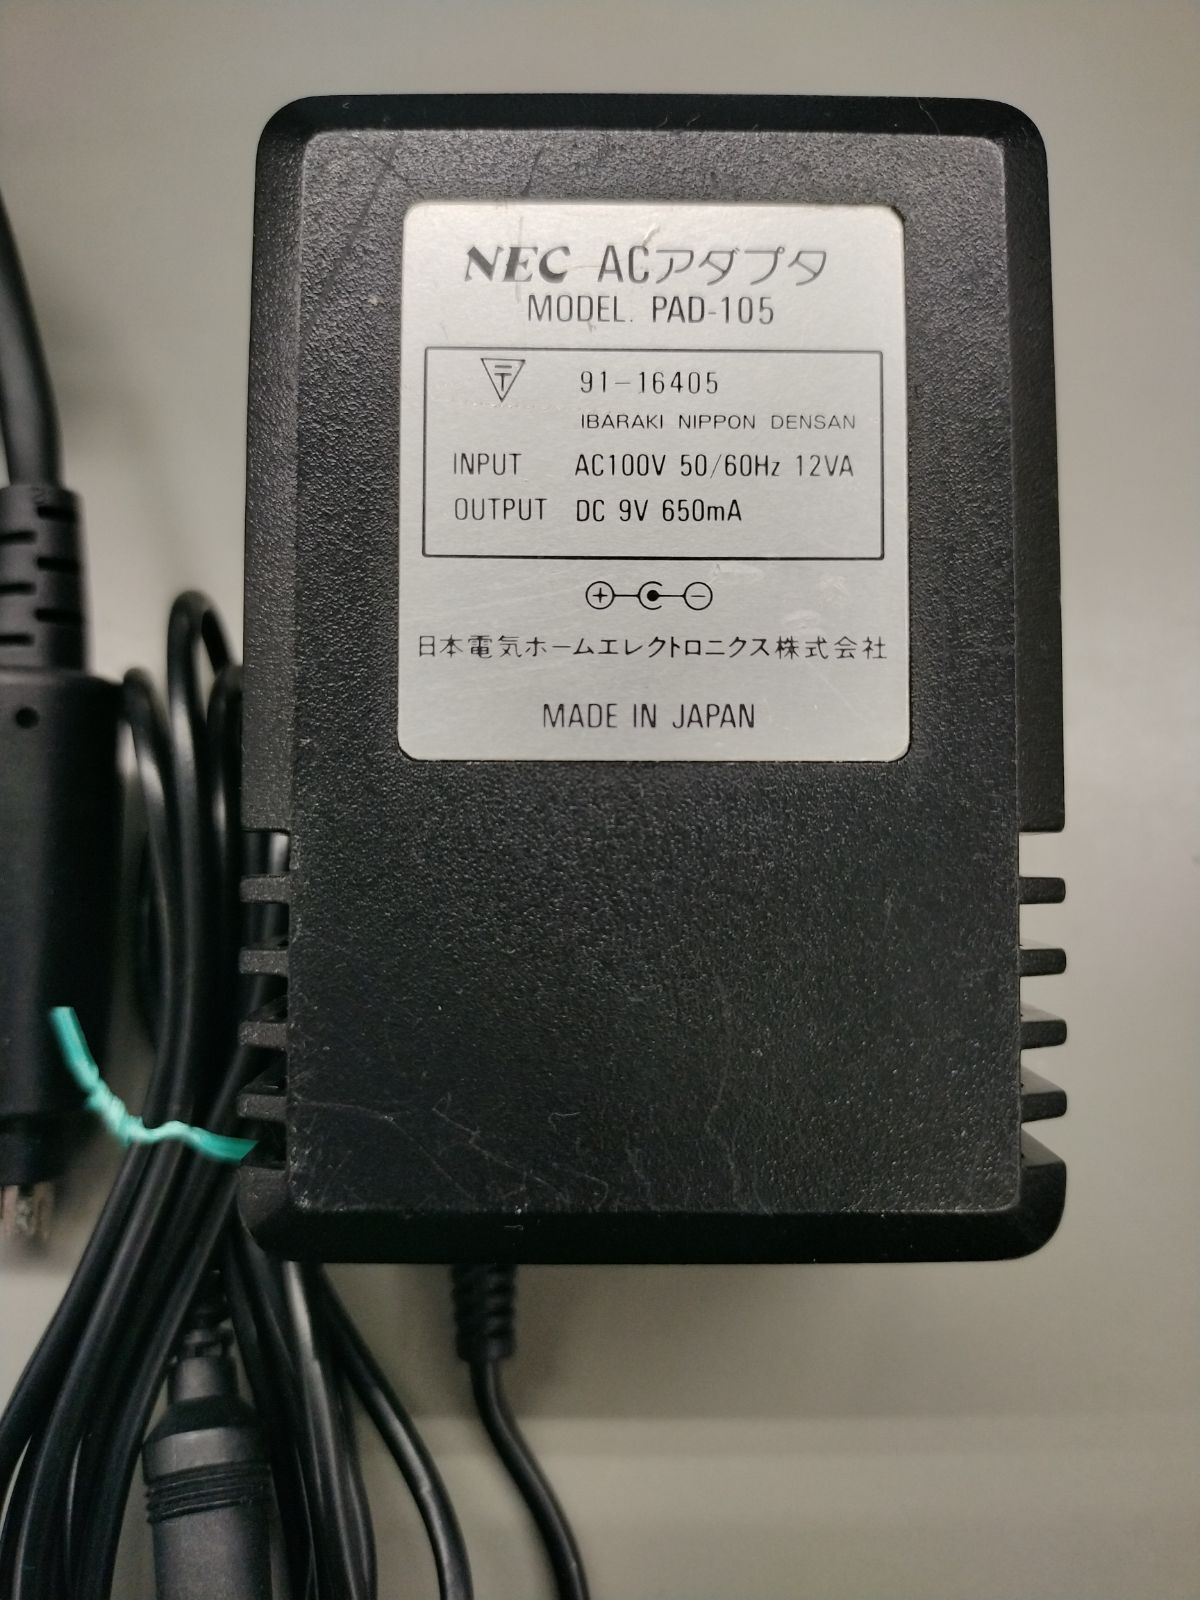 NEC ACアダプタ
MODEL. PAD-105
〒 91-16405
IBARAKI NIPPON DENSAN
INPUT AC100V 50/60Hz 12VA
OUTPUT DC 9V 650mA
+ −
日本電気ホームエレクトロニクス株式会社
MADE IN JAPAN